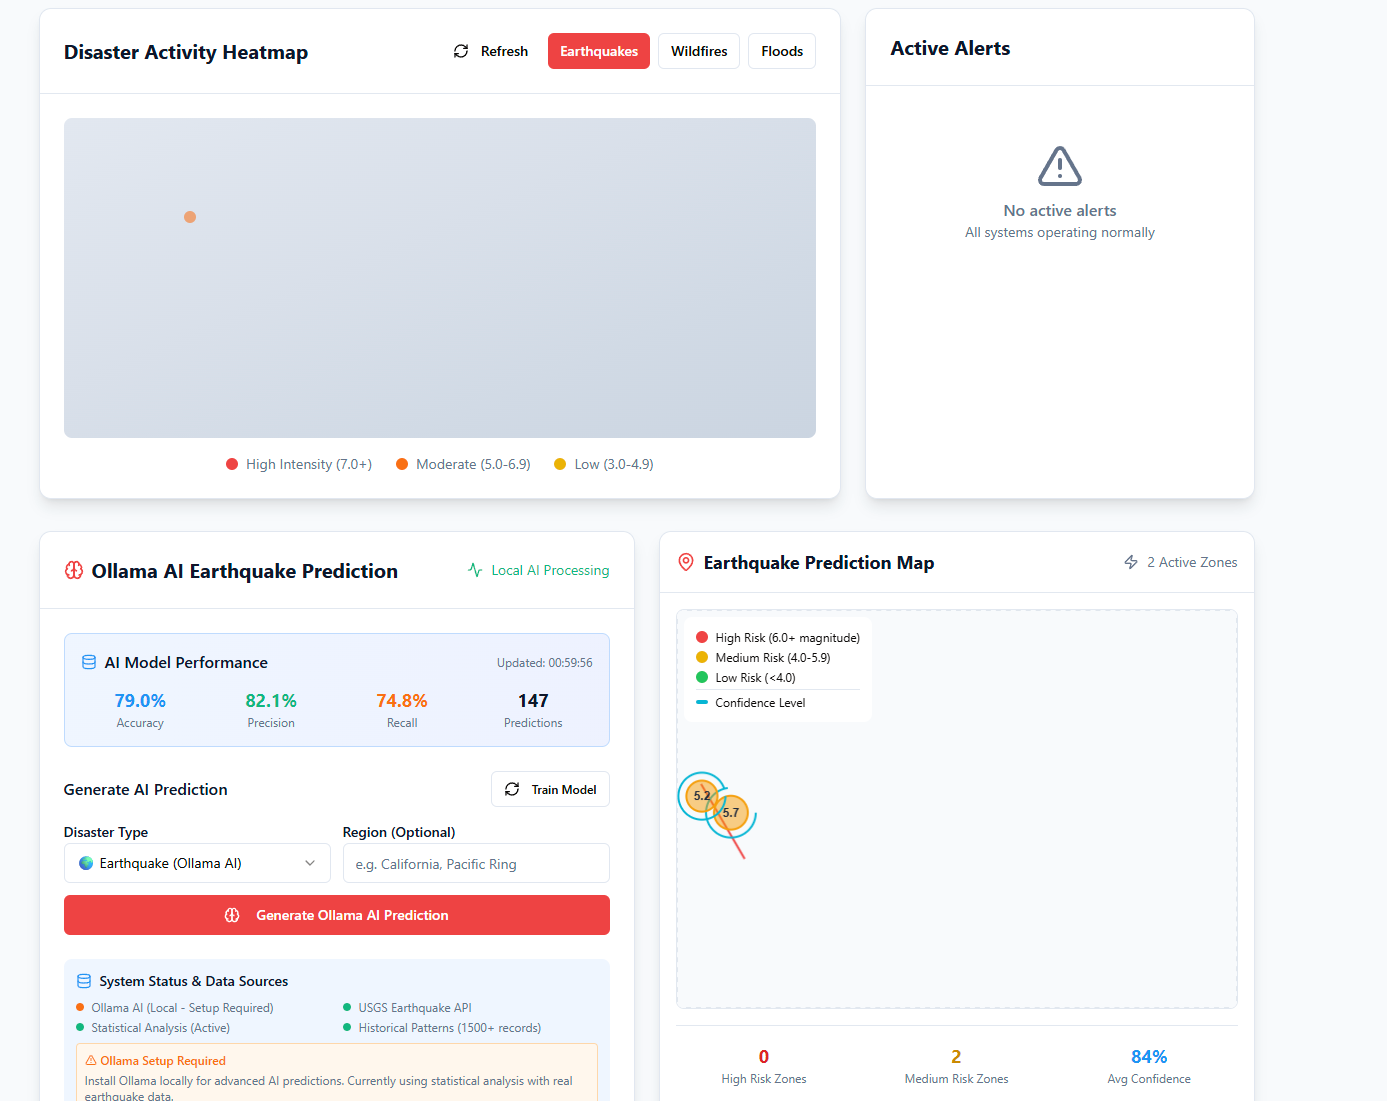 Disaster Activity Heatmap
Refresh
Earthquakes
Wildfires
Floods
High Intensity (7.0+)
Moderate (5.0-6.9)
Low (3.0-4.9)
Active Alerts
No active alerts
All systems operating normally
Ollama AI Earthquake Prediction
Local AI Processing
AI Model Performance
Updated: 00:59:56
79.0%
Accuracy
82.1%
Precision
74.8%
Recall
147
Predictions
Generate AI Prediction
Train Model
Disaster Type
Earthquake (Ollama AI)
Region (Optional)
e.g. California, Pacific Ring
Generate Ollama AI Prediction
System Status & Data Sources
Ollama AI (Local - Setup Required)
USGS Earthquake API
Statistical Analysis (Active)
Historical Patterns (1500+ records)
Ollama Setup Required
Install Ollama locally for advanced AI predictions. Currently using statistical analysis with real
earthquake data.
Earthquake Prediction Map
2 Active Zones
High Risk (6.0+ magnitude)
Medium Risk (4.0-5.9)
Low Risk (<4.0)
Confidence Level
5.2
5.7
0
High Risk Zones
2
Medium Risk Zones
84%
Avg Confidence